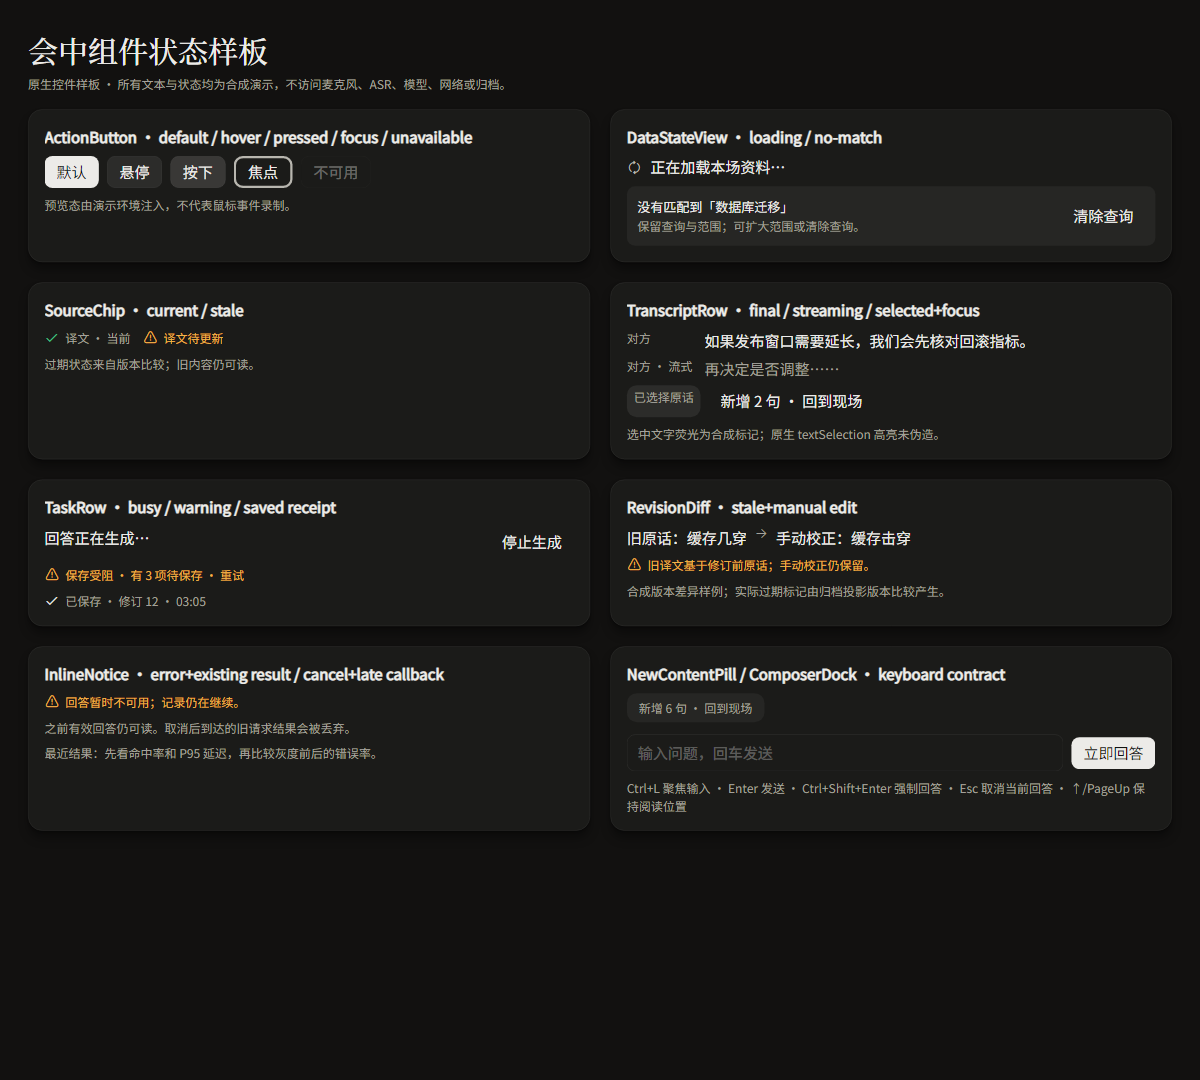 会中组件状态样板
原生控件样板 • 所有文本与状态均为合成演示，不访问麦克风、ASR、模型、网络或归档。
ActionButton • default / hover / pressed / focus / unavailable
默认 悬停 按下 焦点 不可用
预览态由演示环境注入，不代表鼠标事件录制。
DataStateView • loading / no-match
正在加载本场资料…
没有匹配到「数据库迁移」
保留查询与范围；可扩大范围或清除查询。
清除查询
SourceChip • current / stale
译文 • 当前 译文待更新
过期状态来自版本比较；旧内容仍可读。
TranscriptRow • final / streaming / selected+focus
对方 如果发布窗口需要延长，我们会先核对回滚指标。
对方 • 流式 再决定是否调整……
已选择原话 新增 2 句 • 回到现场
选中文字荧光为合成标记；原生 textSelection 高亮未伪造。
TaskRow • busy / warning / saved receipt
回答正在生成…
停止生成
保存受阻 • 有 3 项待保存 • 重试
已保存 • 修订 12 • 03:05
RevisionDiff • stale+manual edit
旧原话：缓存几穿 → 手动校正：缓存击穿
旧译文基于修订前原话；手动校正仍保留。
合成版本差异样例；实际过期标记由归档投影版本比较产生。
InlineNotice • error+existing result / cancel+late callback
回答暂时不可用；记录仍在继续。
之前有效回答仍可读。取消后到达的旧请求结果会被丢弃。
最近结果：先看命中率和 P95 延迟，再比较灰度前后的错误率。
NewContentPill / ComposerDock • keyboard contract
新增 6 句 • 回到现场
输入问题，回车发送 立即回答
Ctrl+L 聚焦输入 • Enter 发送 • Ctrl+Shift+Enter 强制回答 • Esc 取消当前回答 • ↑/PageUp 保
持阅读位置